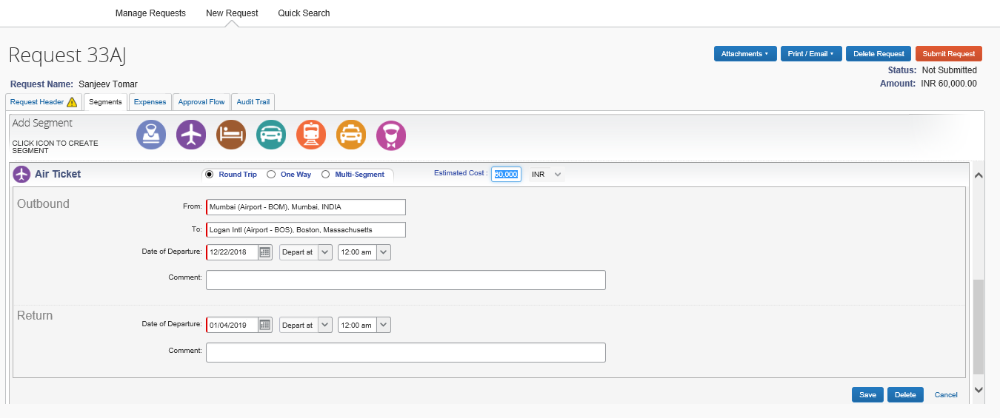 Manage Requests New Request Quick Search
Request 33AJ
Attachments Print / Email Delete Request Submit Request
Status: Not Submitted
Request Name: Sanjeev Tomar
Amount: INR 60,000.00
Request Header Segments Expenses Approval Flow Audit Trail
Add Segment
CLICK ICON TO CREATE
SEGMENT
Air Ticket Round Trip One Way Multi-Segment Estimated Cost : 60,000 INR
Outbound
From: Mumbai (Airport - BOM), Mumbai, INDIA
To: Logan Intl (Airport - BOS), Boston, Massachusetts
Date of Departure: 12/22/2018 Depart at 12:00 am
Comment:
Return
Date of Departure: 01/04/2019 Depart at 12:00 am
Comment:
Save Delete Cancel